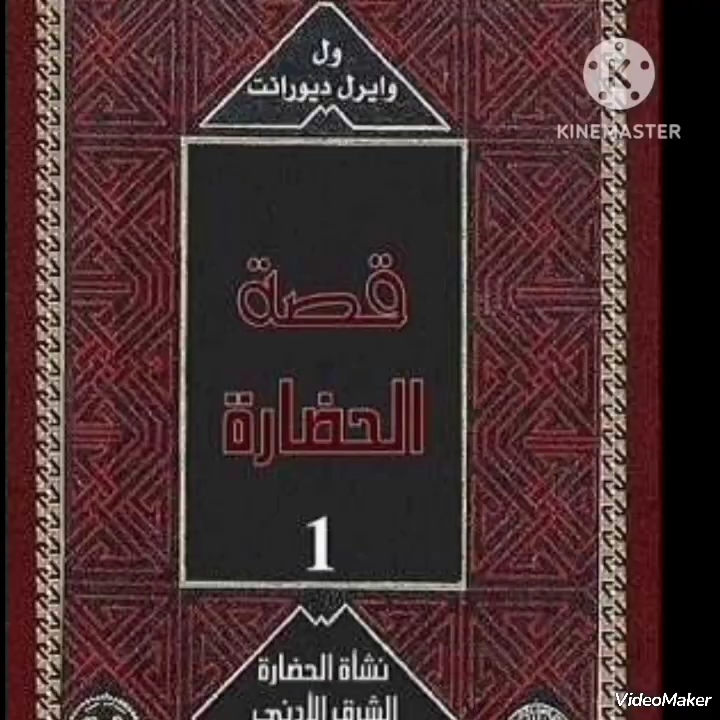 ول
وايرل ديورانت
KINEMASTER
قصة
الحضارة
1
نشأة الحضارة
الشرق الأدنى
VideoMaker